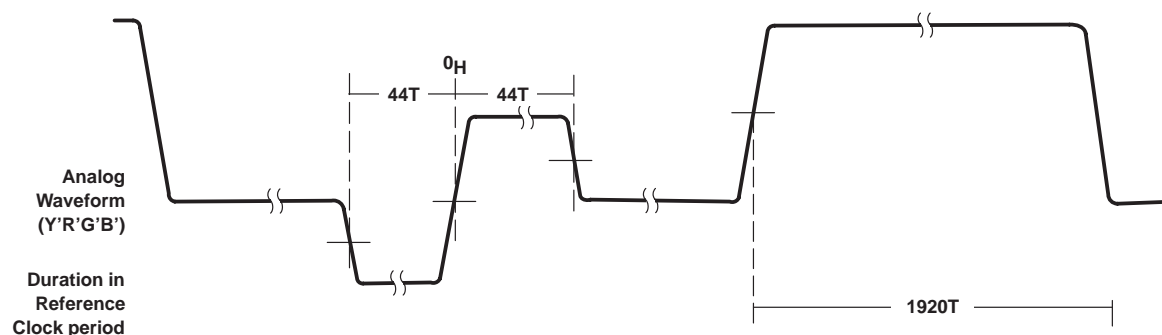 0H
44T 44T
Analog
Waveform
(Y'R'G'B')
Duration in
Reference
Clock period
1920T